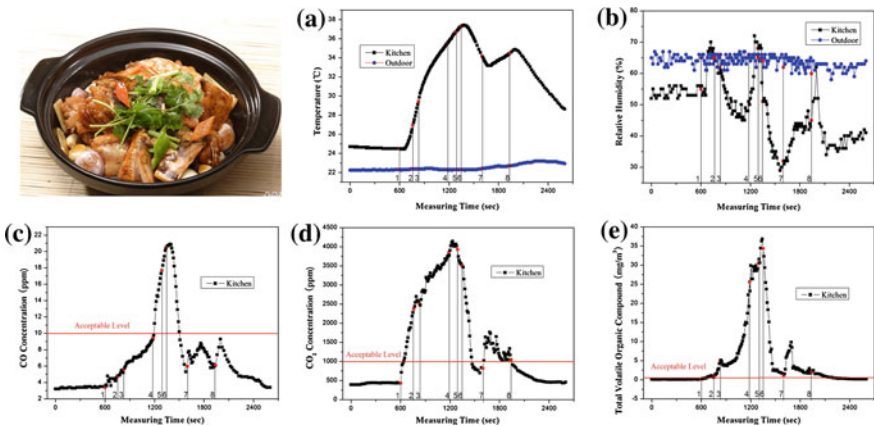 (a)
38
36
34
32
30
28
26
24
22
20
Temperature (℃)
Kitchen
Outdoor
1 2 3 4 5 6 7 8
0 600 1200 1800 2400
Measuring Time (sec)
(b)
80
70
60
50
40
30
Relative Humidity (%)
Kitchen
Outdoor
1 2 3 4 5 6 7 8
0 600 1200 1800 2400
Measuring Time (sec)
(c)
22
20
18
16
14
12
10
8
6
4
2
CO Concentration (ppm)
Kitchen
Acceptable Level
1 2 3 4 5 6 7 8
0 600 1200 1800 2400
Measuring Time (sec)
(d)
4500
4000
3500
3000
2500
2000
1500
1000
500
0
CO₂ Concentration (ppm)
Kitchen
Acceptable Level
1 2 3 4 5 6 7 8
0 600 1200 1800 2400
Measuring Time (sec)
(e)
40
35
30
25
20
15
10
5
0
Total Volatile Organic Compound (mg/m³)
Kitchen
Acceptable Level
1 2 3 4 5 6 7 8
0 600 1200 1800 2400
Measuring Time (sec)